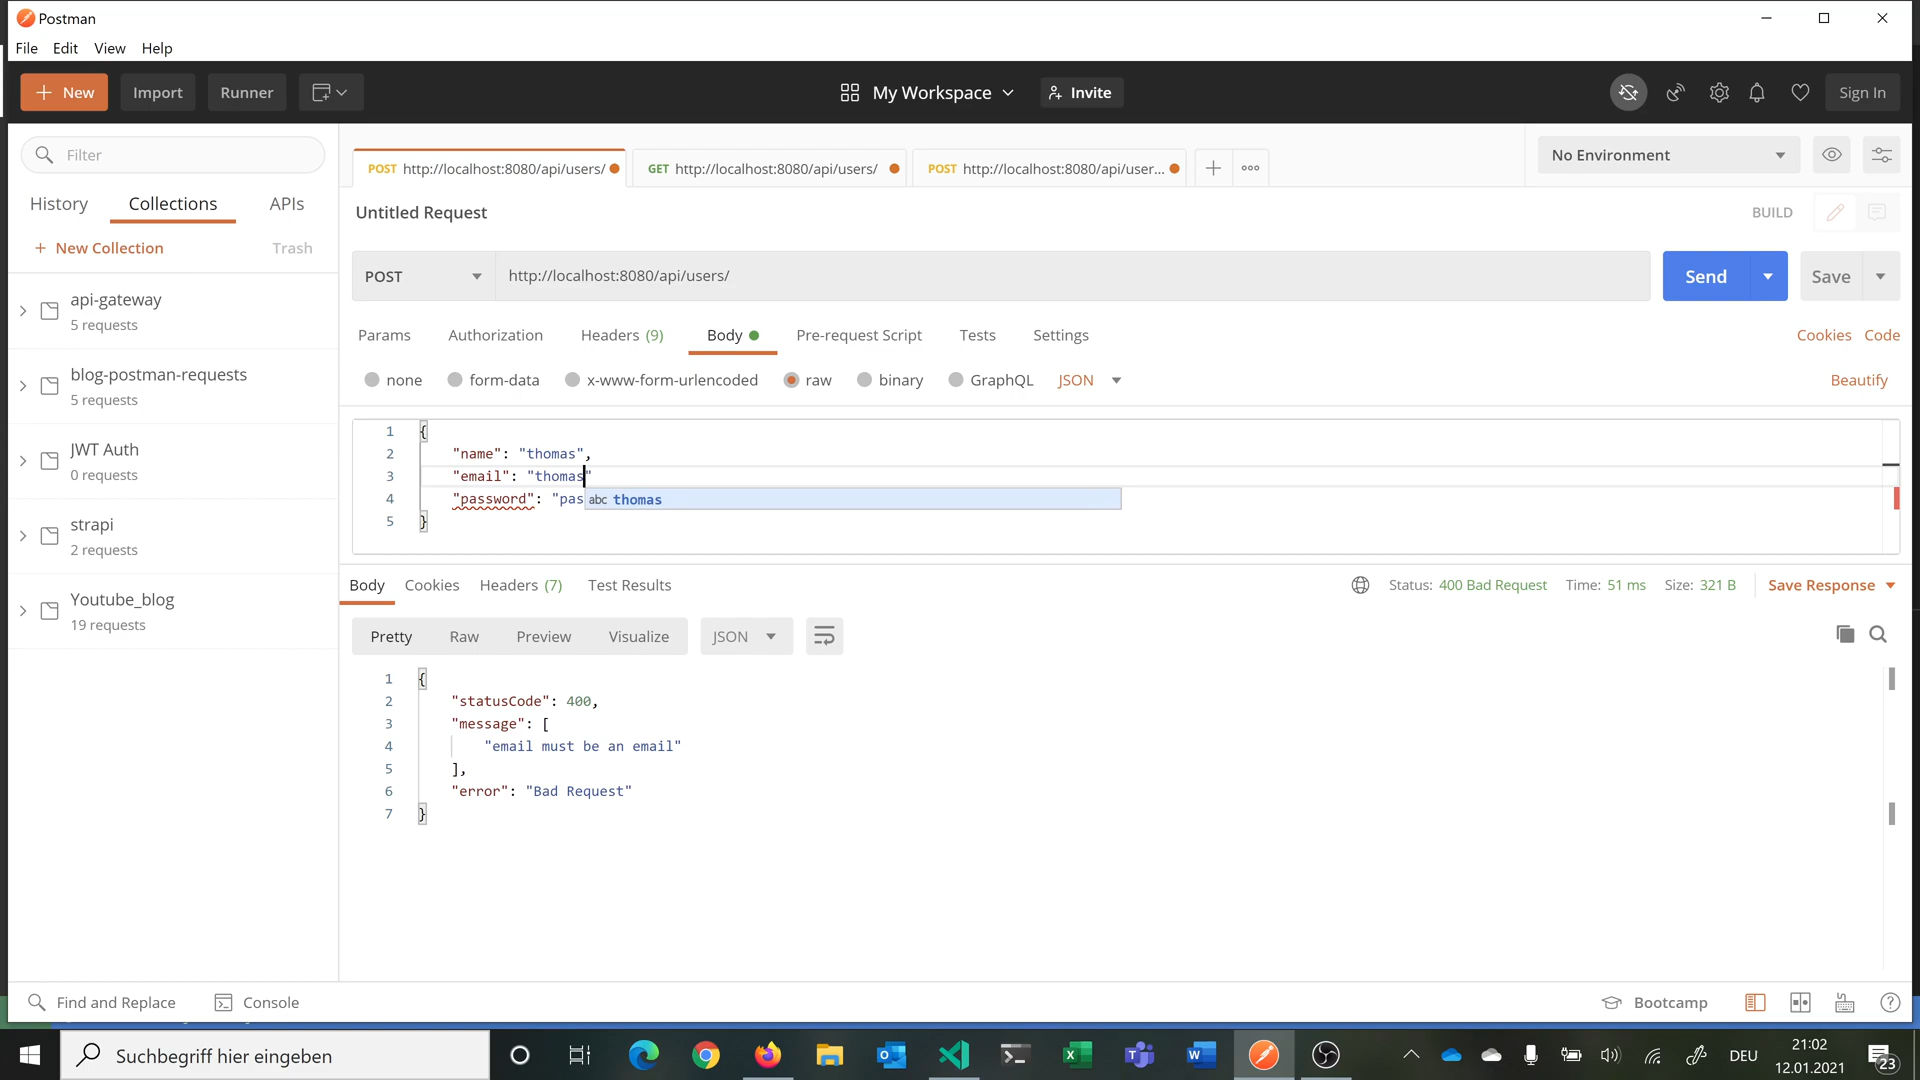 Postman
File Edit View Help
New Import Runner My Workspace Invite Sign In
Filter
History Collections APIs
New Collection Trash
api-gateway
5 requests
blog-postman-requests
5 requests
JWT Auth
0 requests
strapi
2 requests
Youtube_blog
19 requests
POST http://localhost:8080/api/users/ GET http://localhost:8080/api/users/ POST http://localhost:8080/api/user...
No Environment
Untitled Request BUILD
POST http://localhost:8080/api/users/ Send Save
Params Authorization Headers (9) Body Pre-request Script Tests Settings Cookies Code
none form-data x-www-form-urlencoded raw binary GraphQL JSON Beautify
1 {
2 "name": "thomas",
3 "email": "thomas"
4 "password": "pas abc thomas
5 }
Body Cookies Headers (7) Test Results Status: 400 Bad Request Time: 51 ms Size: 321 B Save Response
Pretty Raw Preview Visualize JSON
1 {
2 "statusCode": 400,
3 "message": [
4 "email must be an email"
5 ],
6 "error": "Bad Request"
7 }
Find and Replace Console Bootcamp
Suchbegriff hier eingeben
DEU
21:02
12.01.2021
23